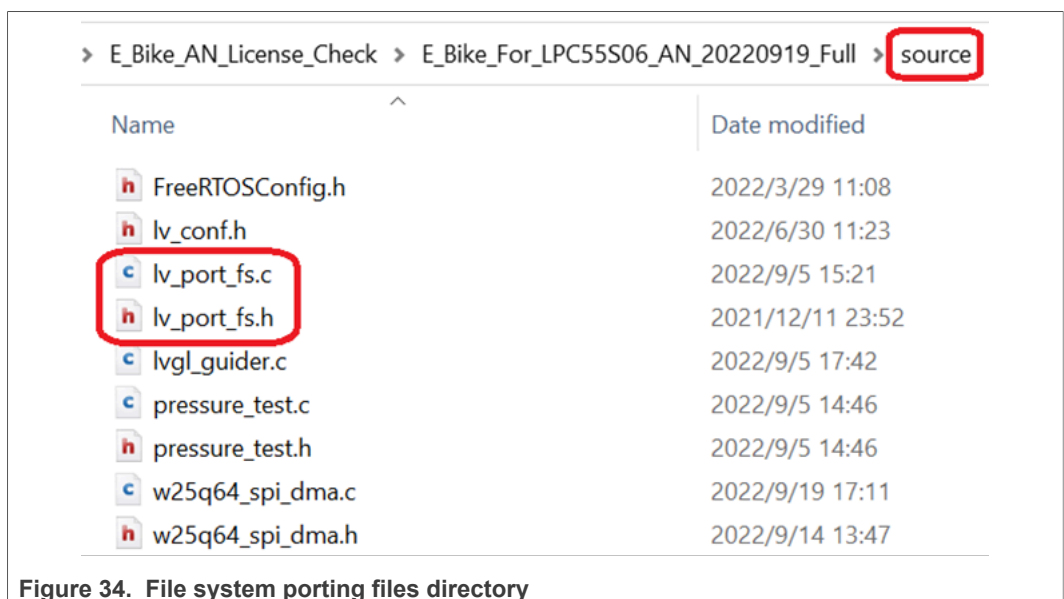 > E_Bike_AN_License_Check > E_Bike_For_LPC55S06_AN_20220919_Full > source
Name Date modified
h FreeRTOSConfig.h 2022/3/29 11:08
h lv_conf.h 2022/6/30 11:23
c lv_port_fs.c 2022/9/5 15:21
h lv_port_fs.h 2021/12/11 23:52
c lvgl_guider.c 2022/9/5 17:42
c pressure_test.c 2022/9/5 14:46
h pressure_test.h 2022/9/5 14:46
c w25q64_spi_dma.c 2022/9/19 17:11
h w25q64_spi_dma.h 2022/9/14 13:47
Figure 34. File system porting files directory